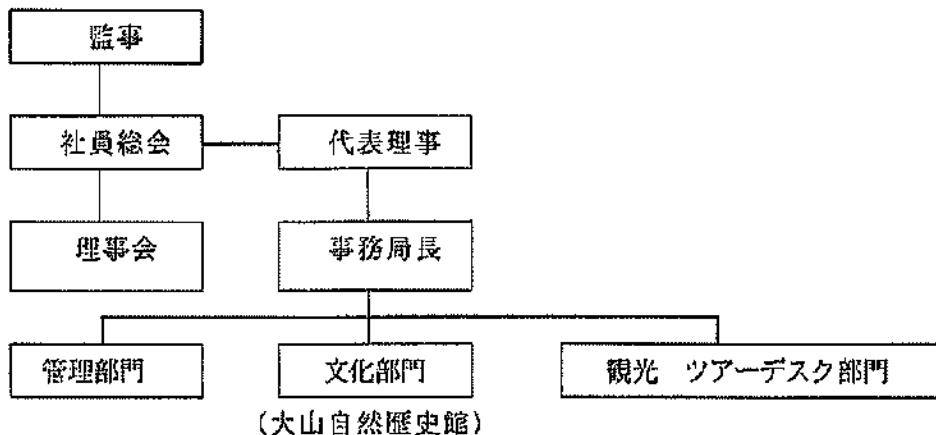 監事
社員総会 代表理事
理事会 事務局長
管理部門 文化部門 観光 ツアーデスク部門
(大山自然歴史館)